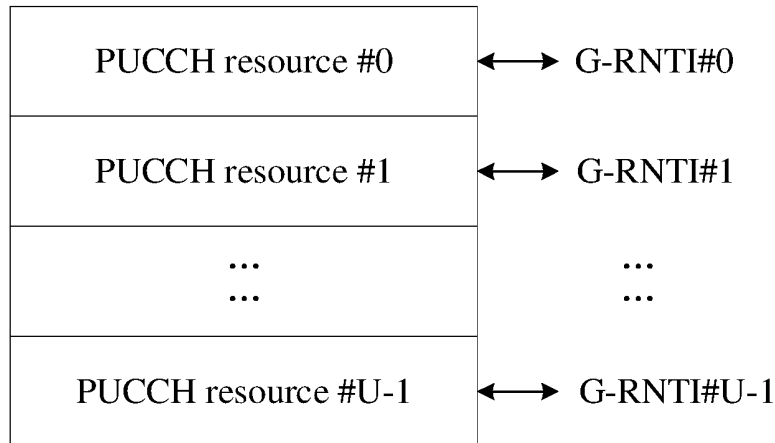 PUCCH resource #0 G-RNTI#0
PUCCH resource #1 G-RNTI#1
... ...
... ...
PUCCH resource #U-1 G-RNTI#U-1